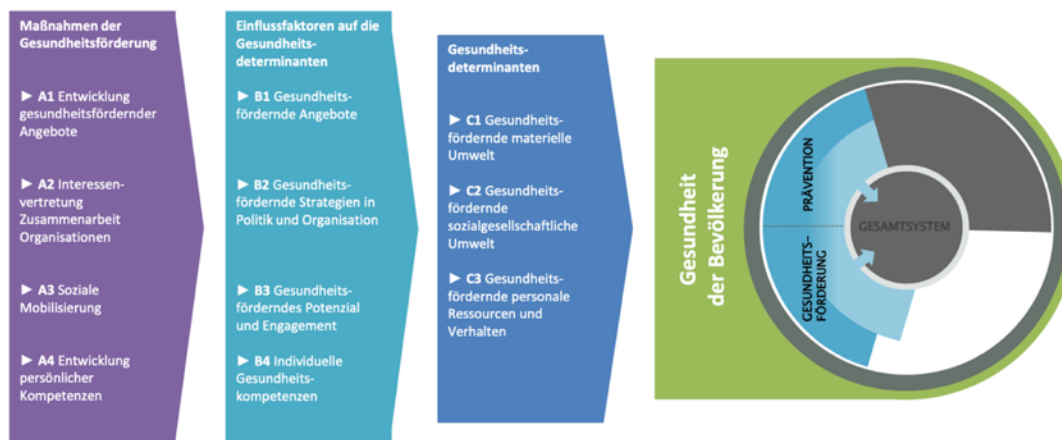 Maßnahmen der
Gesundheitsförderung
► A1 Entwicklung
gesundheitsfördernder
Angebote
► A2 Interessen-
vertretung
Zusammenarbeit
Organisationen
► A3 Soziale
Mobilisierung
► A4 Entwicklung
persönlicher
Kompetenzen
Einflussfaktoren auf die
Gesundheits-
determinanten
► B1 Gesundheits-
fördernde Angebote
► B2 Gesundheits-
fördernde Strategien in
Politik und Organisation
► B3 Gesundheits-
förderndes Potenzial
und Engagement
► B4 Individuelle
Gesundheits-
kompetenzen
Gesundheits-
determinanten
► C1 Gesundheits-
fördernde materielle
Umwelt
► C2 Gesundheits-
fördernde
sozialgesellschaftliche
Umwelt
► C3 Gesundheits-
fördernde personale
Ressourcen und
Verhalten
Gesundheit
der Bevölkerung
PRÄVENTION
GESUNDHEITS–
FÖRDERUNG
GESAMTSYSTEM